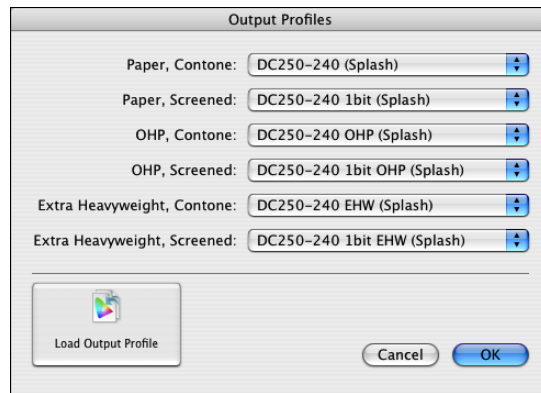 Output Profiles
Paper, Contone: DC250-240 (Splash)
Paper, Screened: DC250-240 1bit (Splash)
OHP, Contone: DC250-240 OHP (Splash)
OHP, Screened: DC250-240 1bit OHP (Splash)
Extra Heavyweight, Contone: DC250-240 EHW (Splash)
Extra Heavyweight, Screened: DC250-240 1bit EHW (Splash)
Load Output Profile
Cancel OK